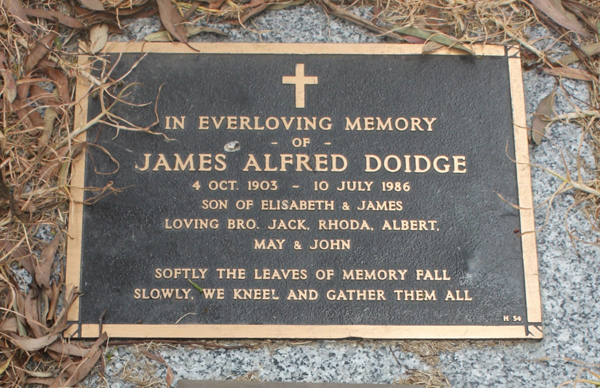 IN EVERLOVING MEMORY
- OF -
JAMES ALFRED DOIDGE
4 OCT. 1903 - 10 JULY 1986
SON OF ELISABETH & JAMES
LOVING BRO. JACK, RHODA, ALBERT,
MAY & JOHN
SOFTLY THE LEAVES OF MEMORY FALL
SLOWLY, WE KNEEL AND GATHER THEM ALL
H 54